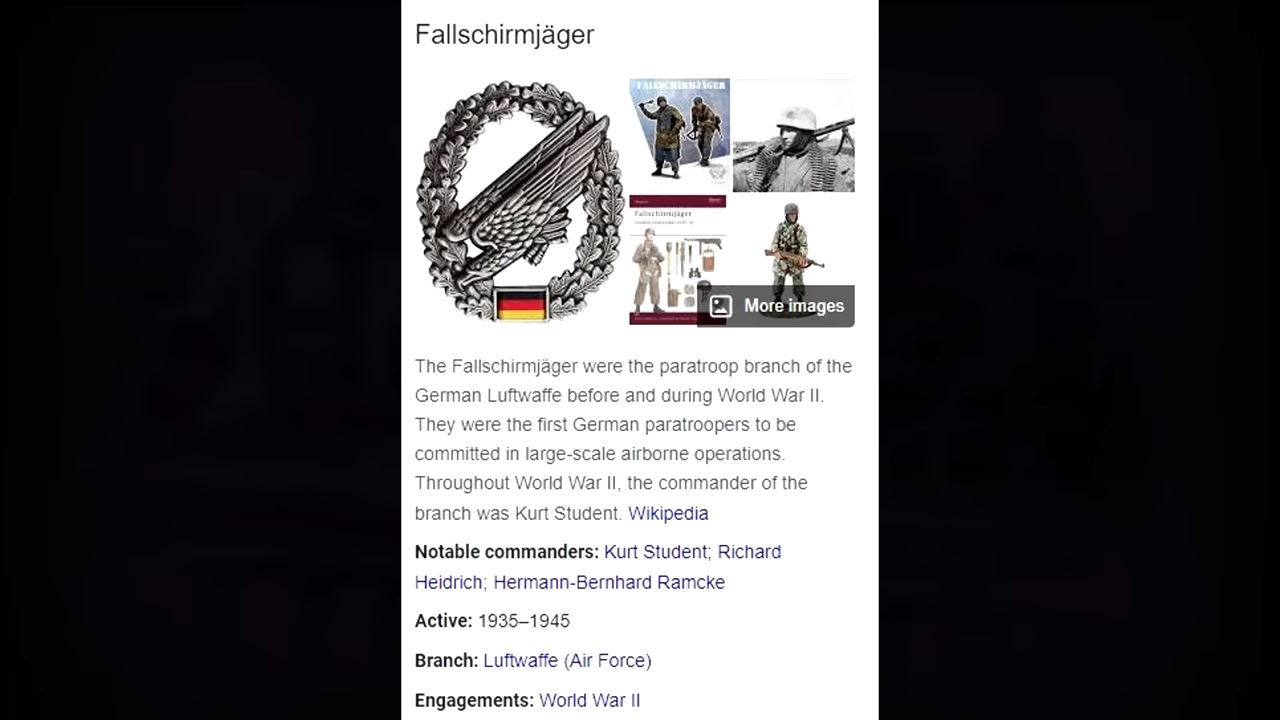 Fallschirmjäger
FALLSCHIRMJÄGER
Fallschirmjäger
More images
The Fallschirmjäger were the paratroop branch of the
German Luftwaffe before and during World War II.
They were the first German paratroopers to be
committed in large-scale airborne operations.
Throughout World War II, the commander of the
branch was Kurt Student. Wikipedia
Notable commanders: Kurt Student; Richard
Heidrich; Hermann-Bernhard Ramcke
Active: 1935–1945
Branch: Luftwaffe (Air Force)
Engagements: World War II